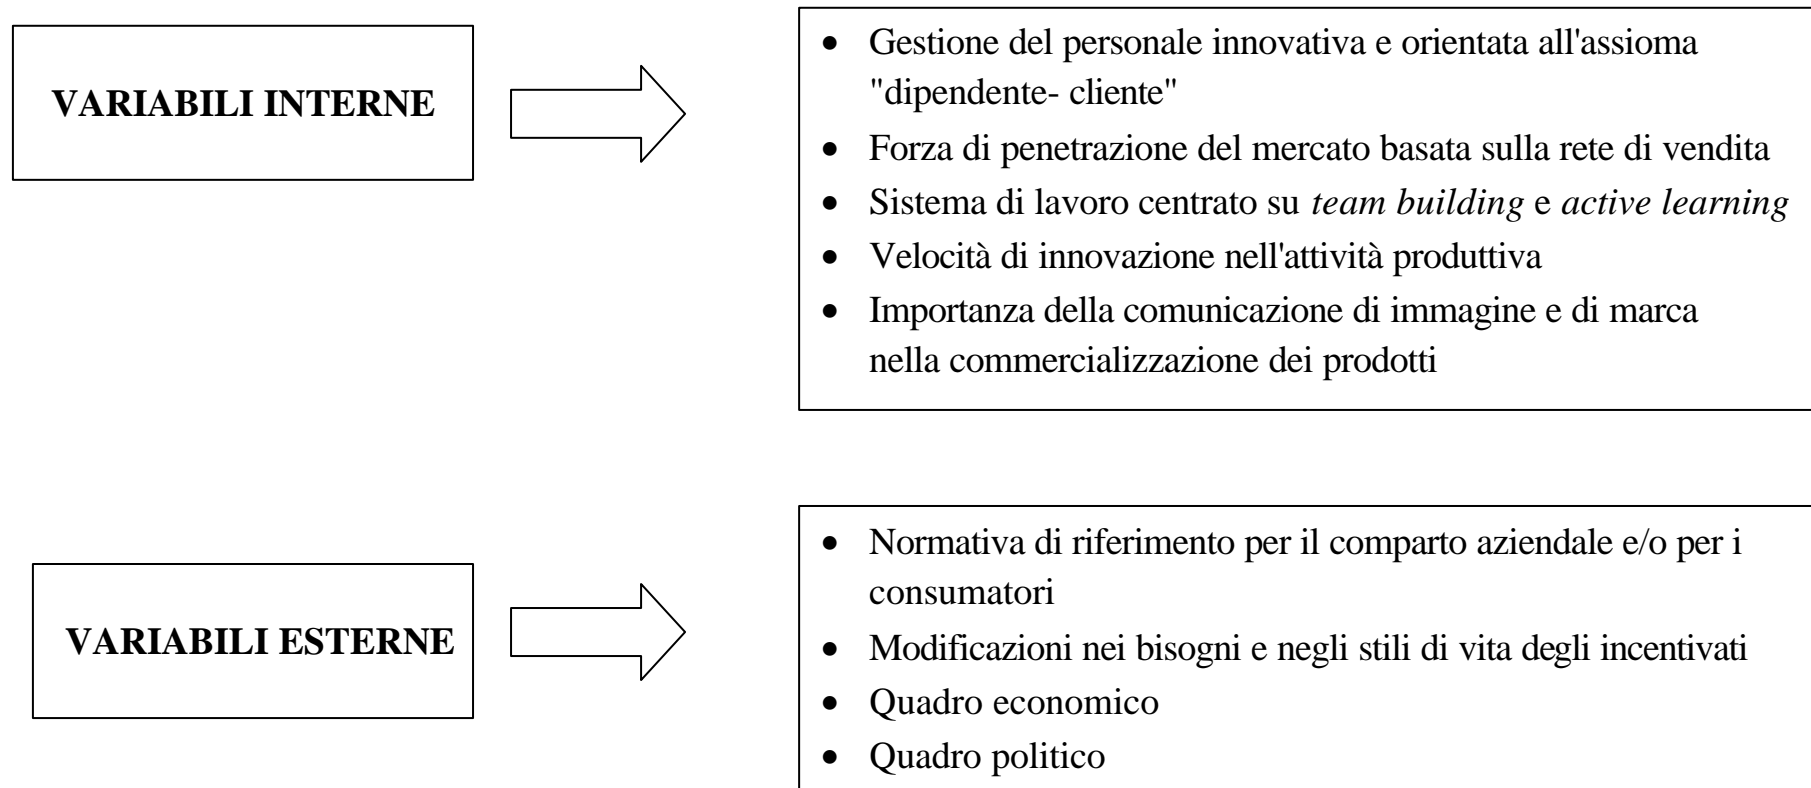 VARIABILI INTERNE
• Gestione del personale innovativa e orientata all'assioma
"dipendente- cliente"
• Forza di penetrazione del mercato basata sulla rete di vendita
• Sistema di lavoro centrato su team building e active learning
• Velocità di innovazione nell'attività produttiva
• Importanza della comunicazione di immagine e di marca
nella commercializzazione dei prodotti
VARIABILI ESTERNE
• Normativa di riferimento per il comparto aziendale e/o per i
consumatori
• Modificazioni nei bisogni e negli stili di vita degli incentivati
• Quadro economico
• Quadro politico